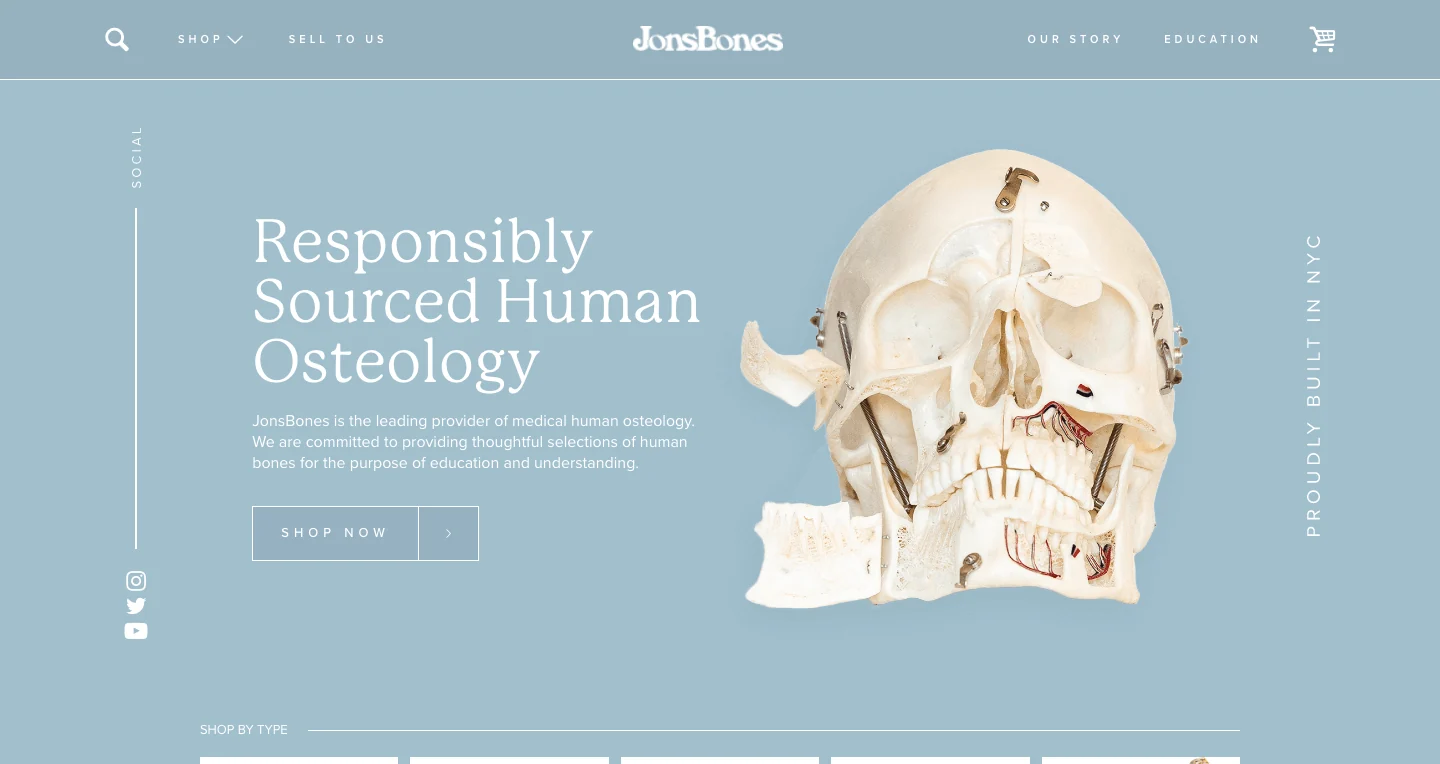 SHOP
SELL TO US
JonsBones
OUR STORY
EDUCATION
SOCIAL
Responsibly
Sourced Human
Osteology
JonsBones is the leading provider of medical human osteology.
We are committed to providing thoughtful selections of human
bones for the purpose of education and understanding.
SHOP NOW
PROUDLY BUILT IN NYC
SHOP BY TYPE